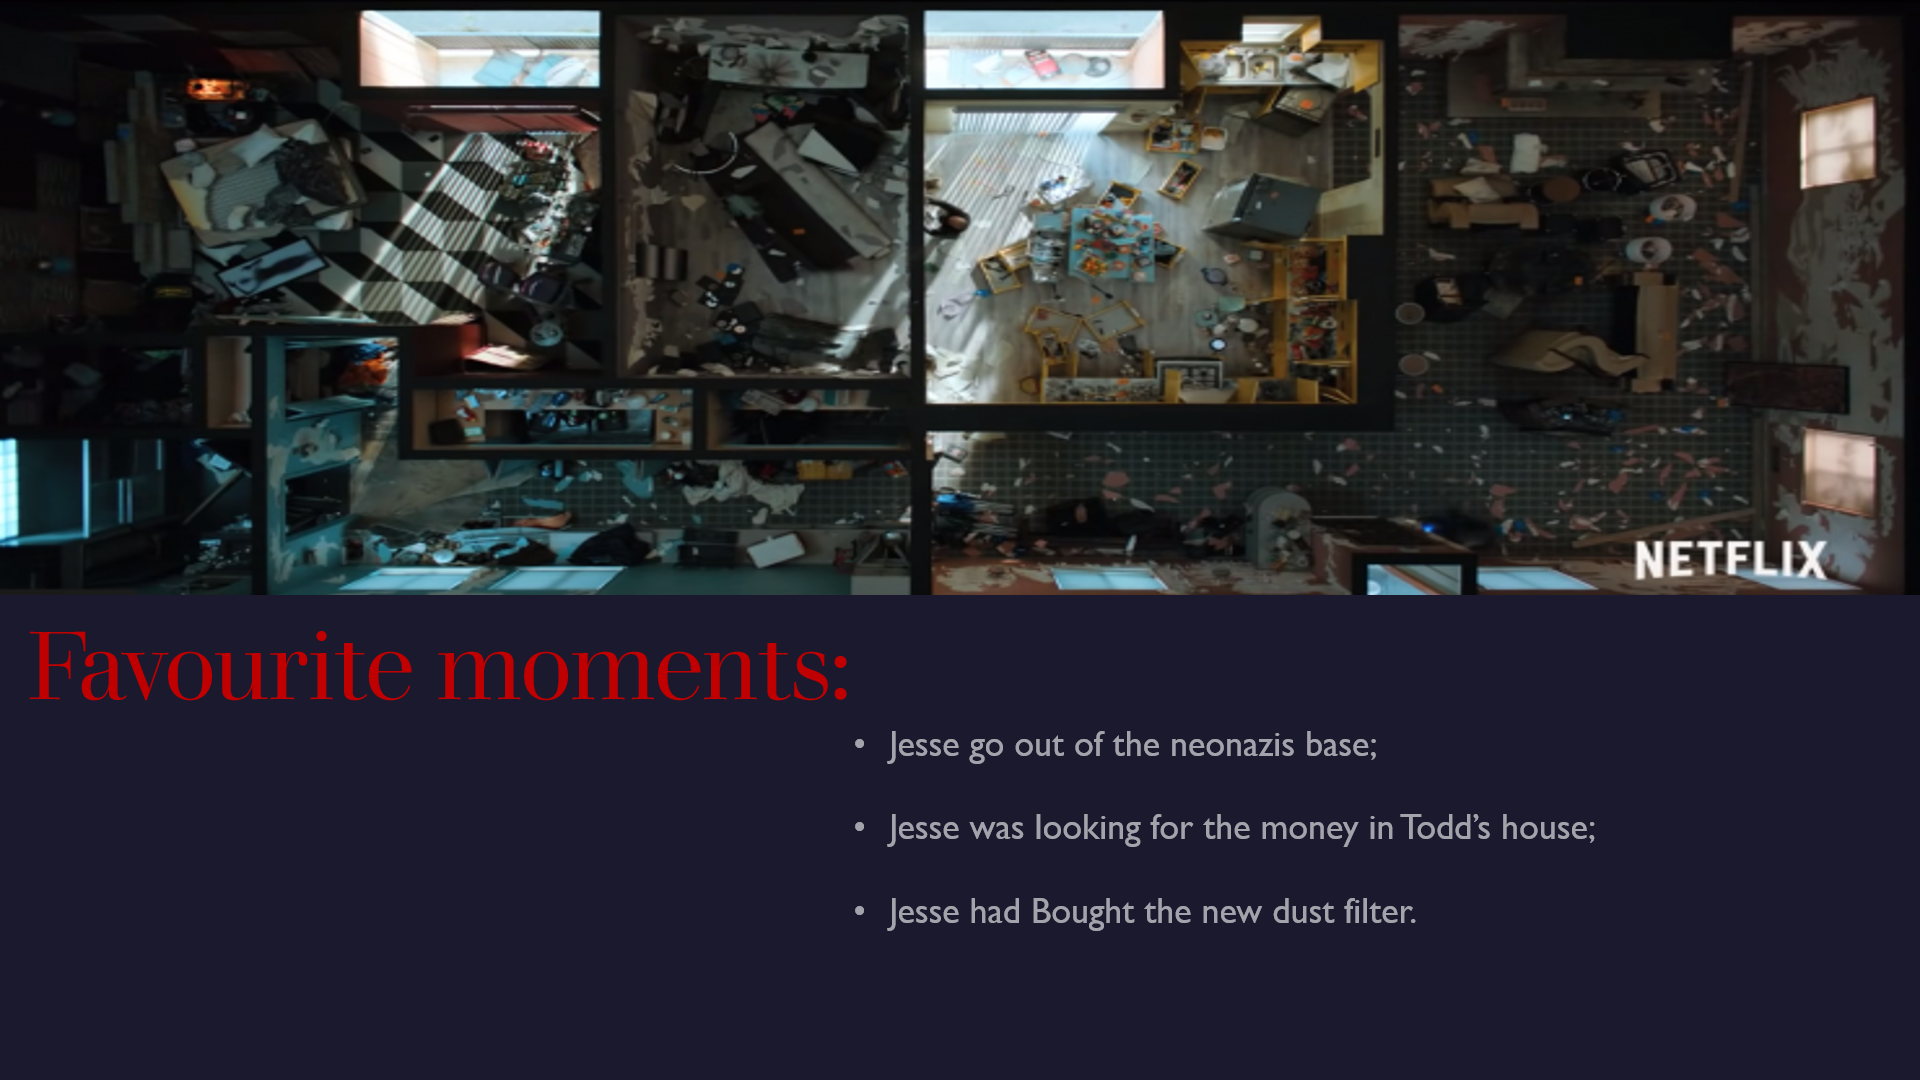 NETFLIX
Favourite moments:
• Jesse go out of the neonazis base;
• Jesse was looking for the money in Todd’s house;
• Jesse had Bought the new dust filter.